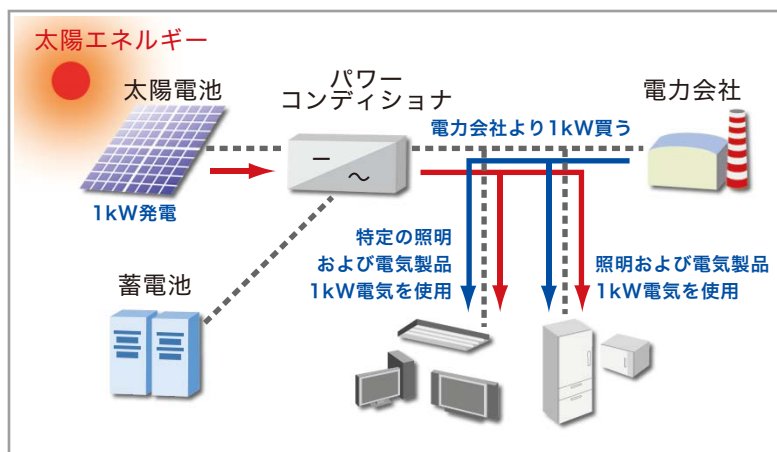 太陽エネルギー
太陽電池
パワー
コンディショナ
電力会社
電力会社より1kW買う
1kW発電
特定の照明
および電気製品
1kW電気を使用
照明および電気製品
1kW電気を使用
蓄電池